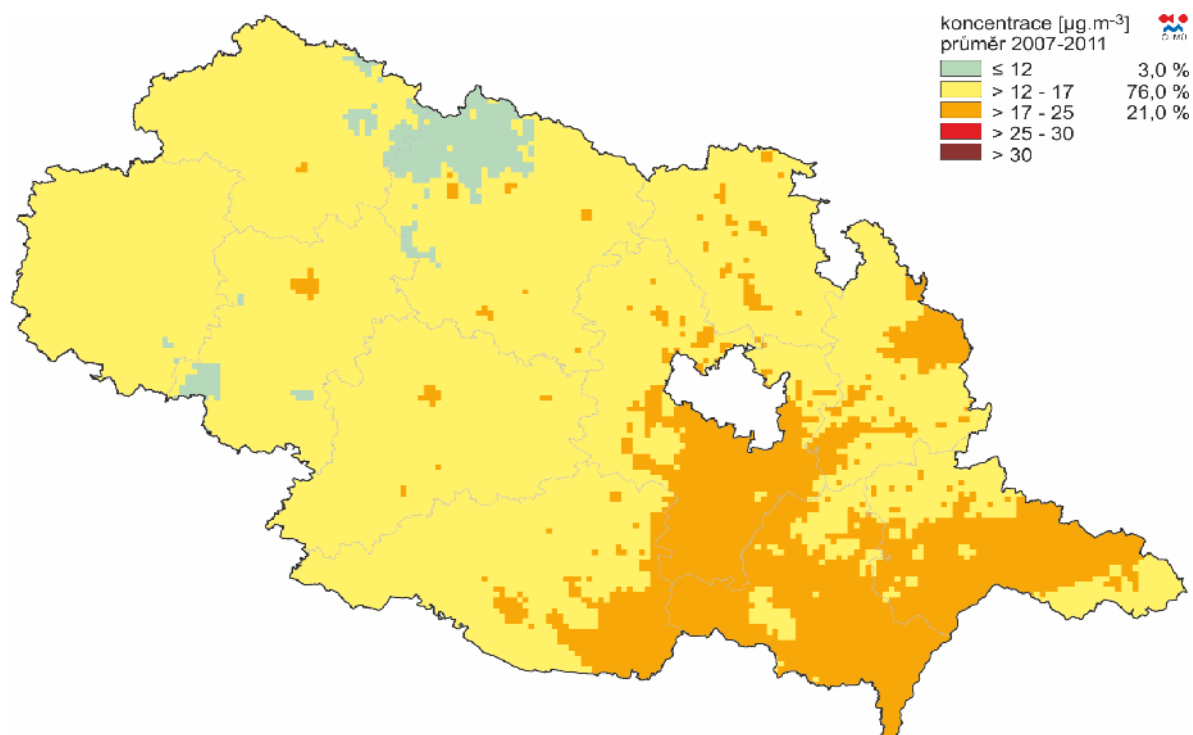 koncentrace [µg.m-3]
průměr 2007-2011
≤ 12 3,0 %
> 12 - 17 76,0 %
> 17 - 25 21,0 %
> 25 - 30
> 30